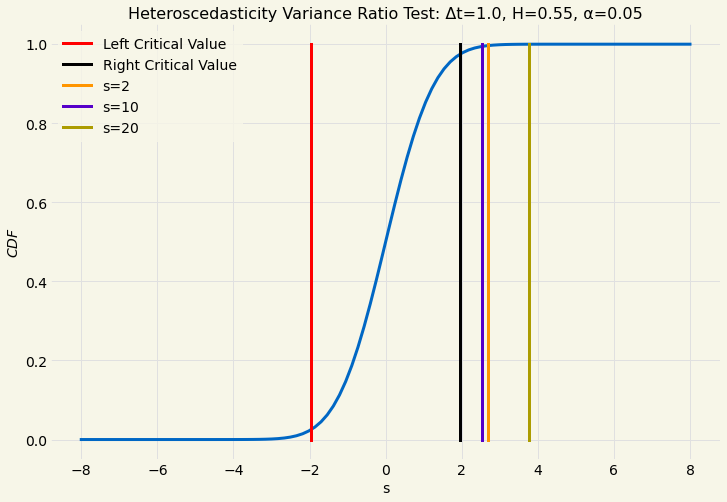 Heteroscedasticity Variance Ratio Test: Δt=1.0, H=0.55, α=0.05
Left Critical Value
Right Critical Value
s=2
s=10
s=20
CDF
1.0
0.8
0.6
0.4
0.2
0.0
−8
−6
−4
−2
0
2
4
6
8
s